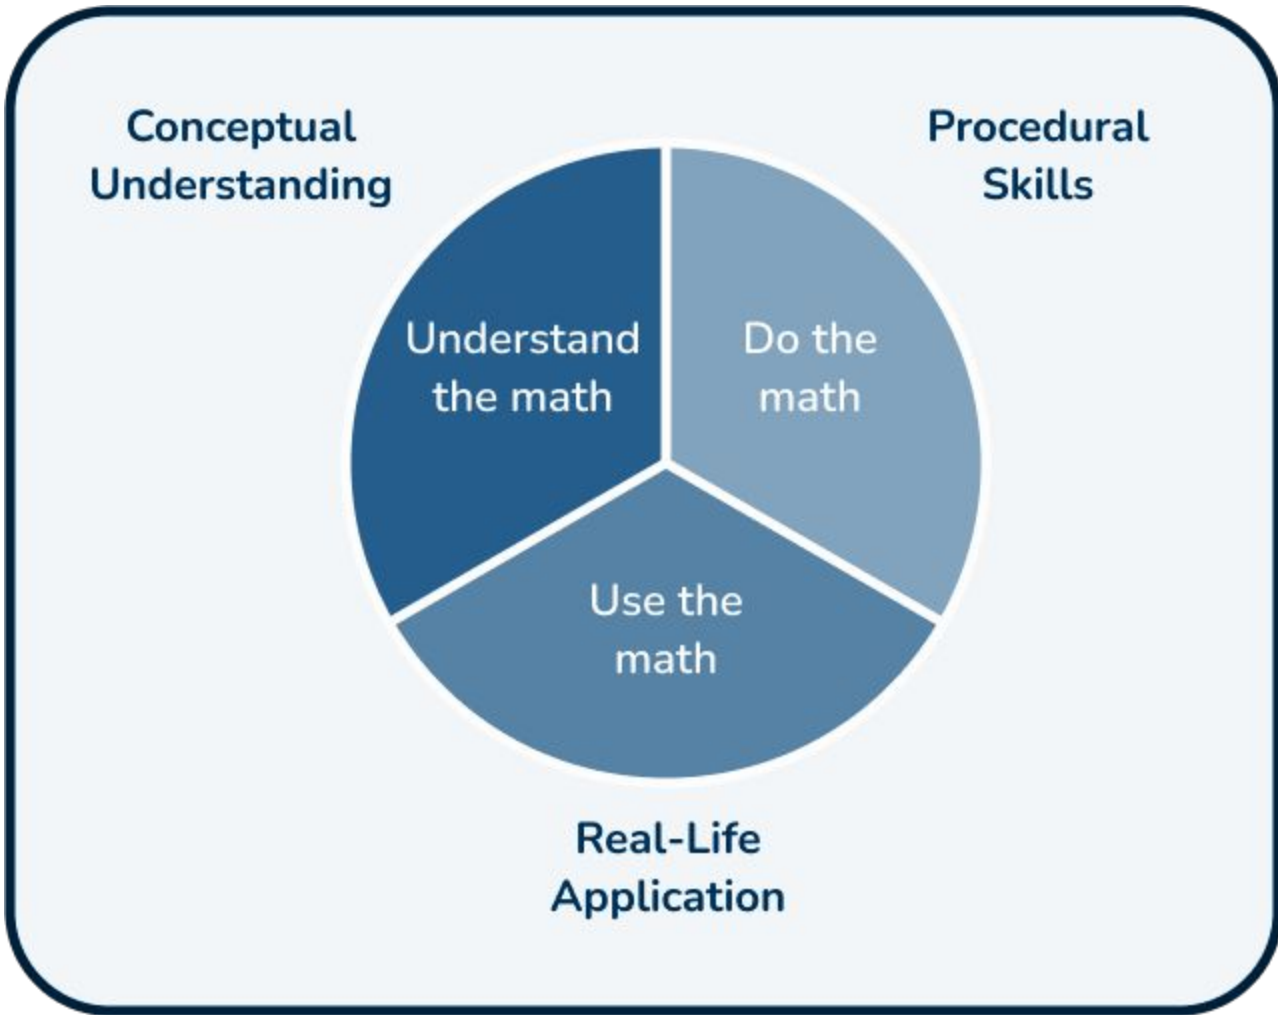 Conceptual
Understanding
Procedural
Skills
Understand
the math
Do the
math
Use the
math
Real-Life
Application